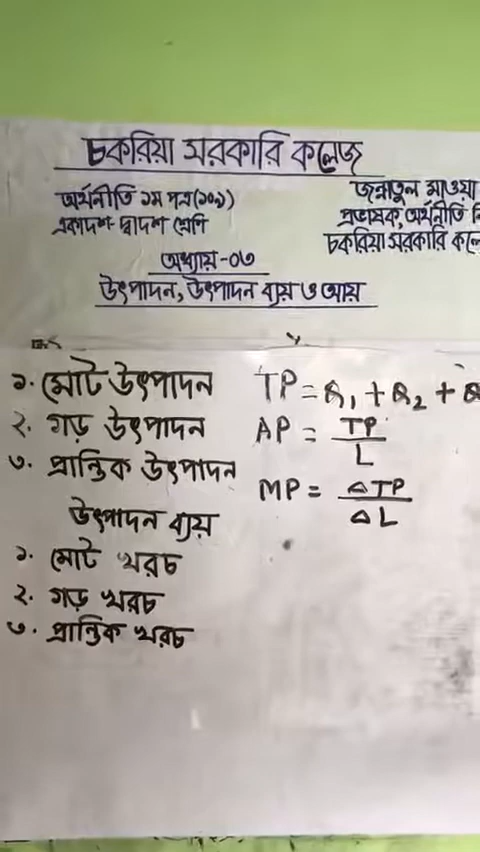 চকরিয়া সরকারি কলেজ
অর্থনীতি ১ম পত্র(১০৯)
একাদশ-দ্বাদশ শ্রেণি
জন্নাতুল মাওয়া
প্রভাষক, অর্থনীতি
চকরিয়া সরকারি কলে
অধ্যায়-০৩
উৎপাদন, উৎপাদন ব্যয় ও আয়
১. মোট উৎপাদন TP = Q₁ + Q₂ + Q
২. গড় উৎপাদন AP = TP / L
৩. প্রান্তিক উৎপাদন MP = ΔTP / ΔL
উৎপাদন ব্যয়
১. মোট খরচ
২. গড় খরচ
৩. প্রান্তিক খরচ